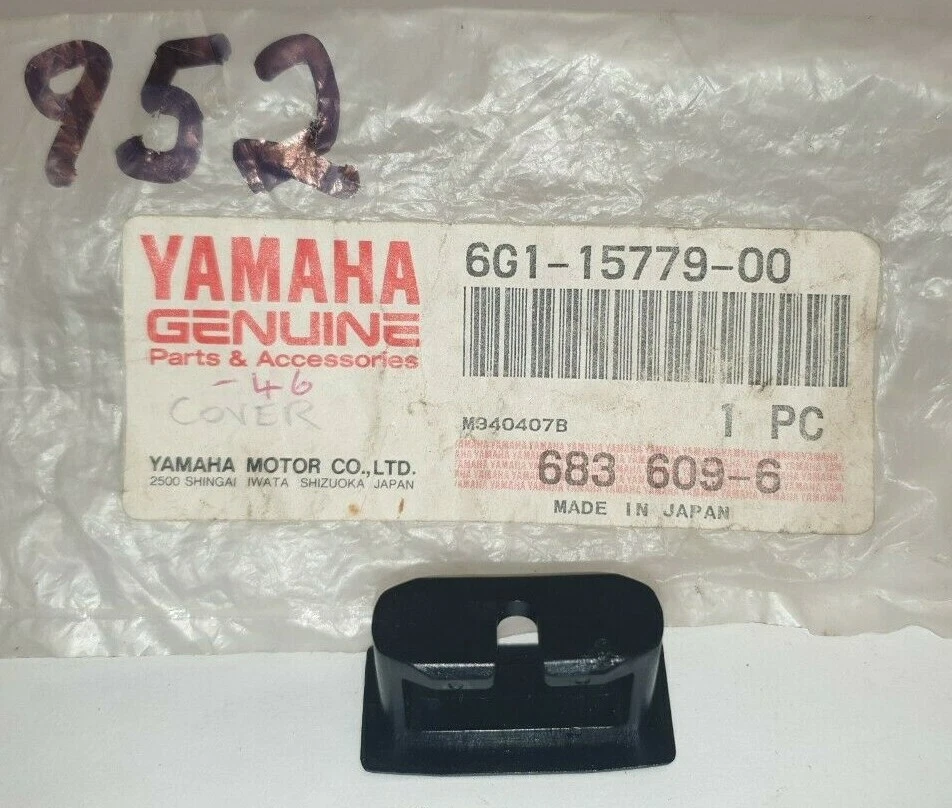 952
YAMAHA
GENUINE
Parts & Accessories
-46
COVER
YAMAHA MOTOR CO.,LTD.
2500 SHINGAI IWATA SHIZUOKA JAPAN
6G1-15779-00
M340407B
1 PC
683 609-6
MADE IN JAPAN